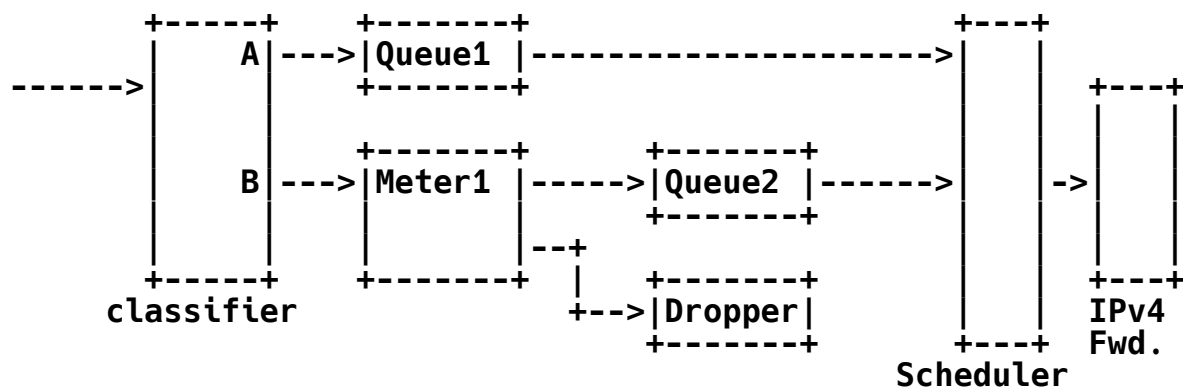 A Queue1
B Meter1 Queue2
classifier Dropper IPv4
Fwd.
Scheduler